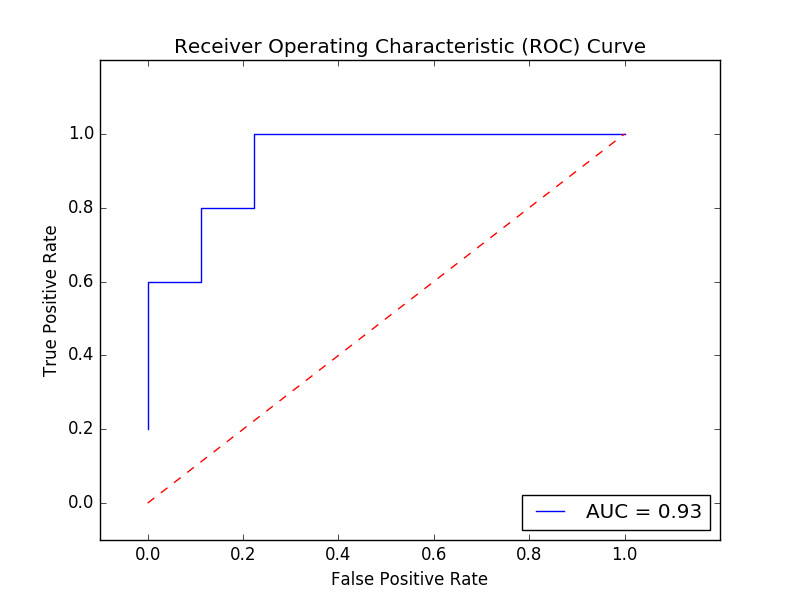 Receiver Operating Characteristic (ROC) Curve
1.0
0.8
0.6
0.4
0.2
0.0
True Positive Rate
AUC = 0.93
0.0 0.2 0.4 0.6 0.8 1.0
False Positive Rate